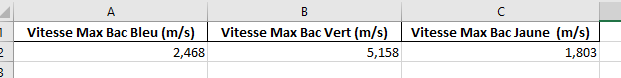 A B C
1 Vitesse Max Bac Bleu (m/s) Vitesse Max Bac Vert (m/s) Vitesse Max Bac Jaune  (m/s)
2 2,468 5,158 1,803
3